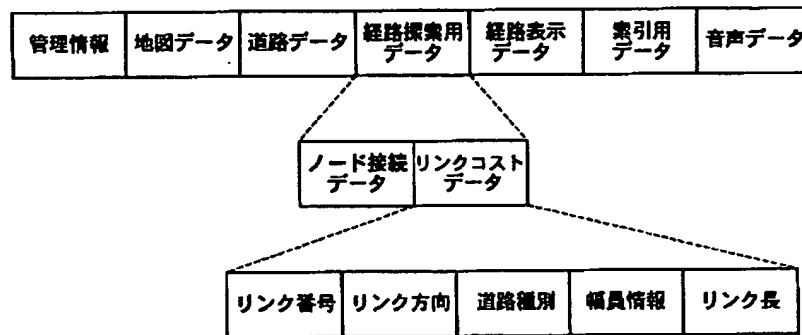 管理情報
地図データ
道路データ
経路探索用
データ
経路表示
データ
索引用
データ
音声データ
ノード接続
データ
リンクコスト
データ
リンク番号
リンク方向
道路種別
幅員情報
リンク長